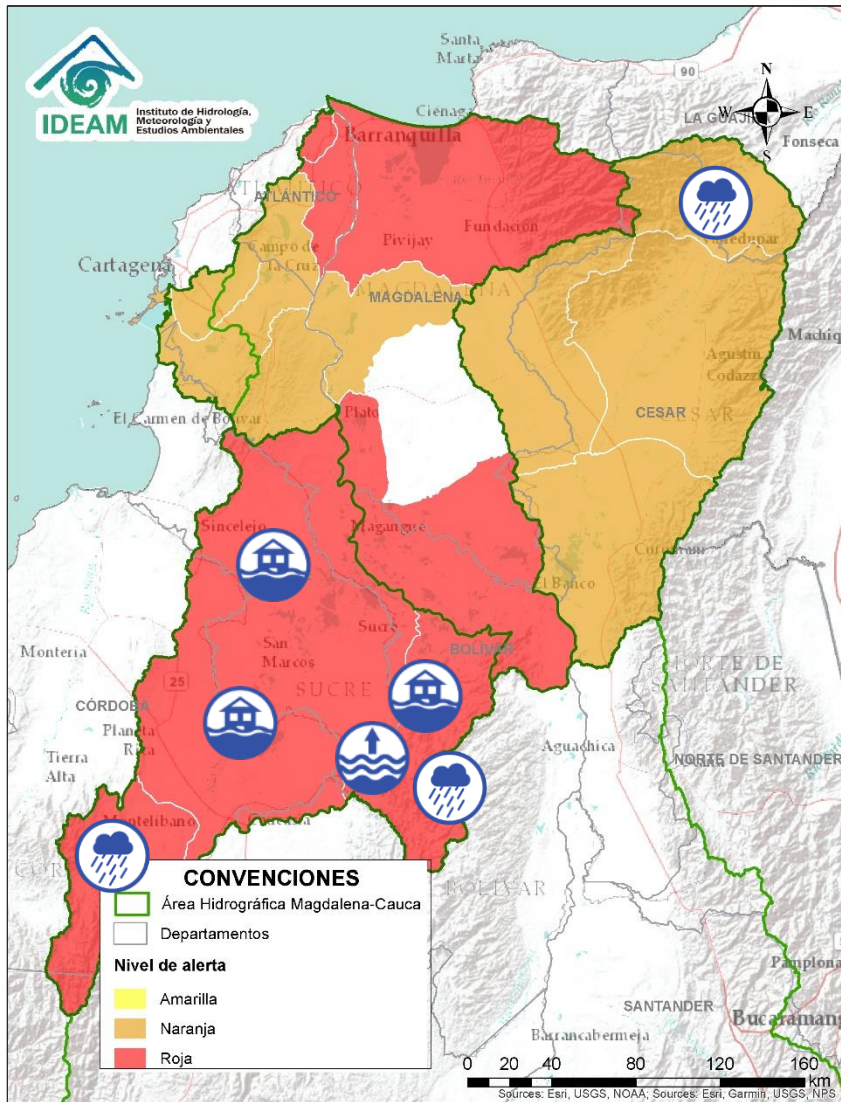 IDEAM
Instituto de Hidrología,
Meteorología y
Estudios Ambientales
Santa
Marta
90
N
W
E
S
LA GUAJI
Ciénaga
Fonseca
Barranquilla
ATLÁNTICO
Fundación
Campo de
la Cruz
Pivijay
Cartagena
MAGDALENA
Machiq
Agustín
Codazzi
El Carmen de Bolívar
Plato
CESAR
CESAR
Sincelejo
Magangué
El Banco
Sucre
Montería
San
Marcos
BOLÍVAR
NORTE DE
SANTANDER
25
SUCRE
CÓRDOBA
Planeta
Rica
Aguachica
Tierra
Alta
NORTE DE SANTANDER
Montelíbano
CONVENCIONES
Área Hidrográfica Magdalena-Cauca
Departamentos
Nivel de alerta
Amarilla
Naranja
Roja
BOLÍVAR
Pamplona
SANTANDER
Bucaramang
Barrancabermeja
0 20 40 80 120 160
km
Sources: Esri, USGS, NOAA; Sources: Esri, Garmin, USGS, NPS